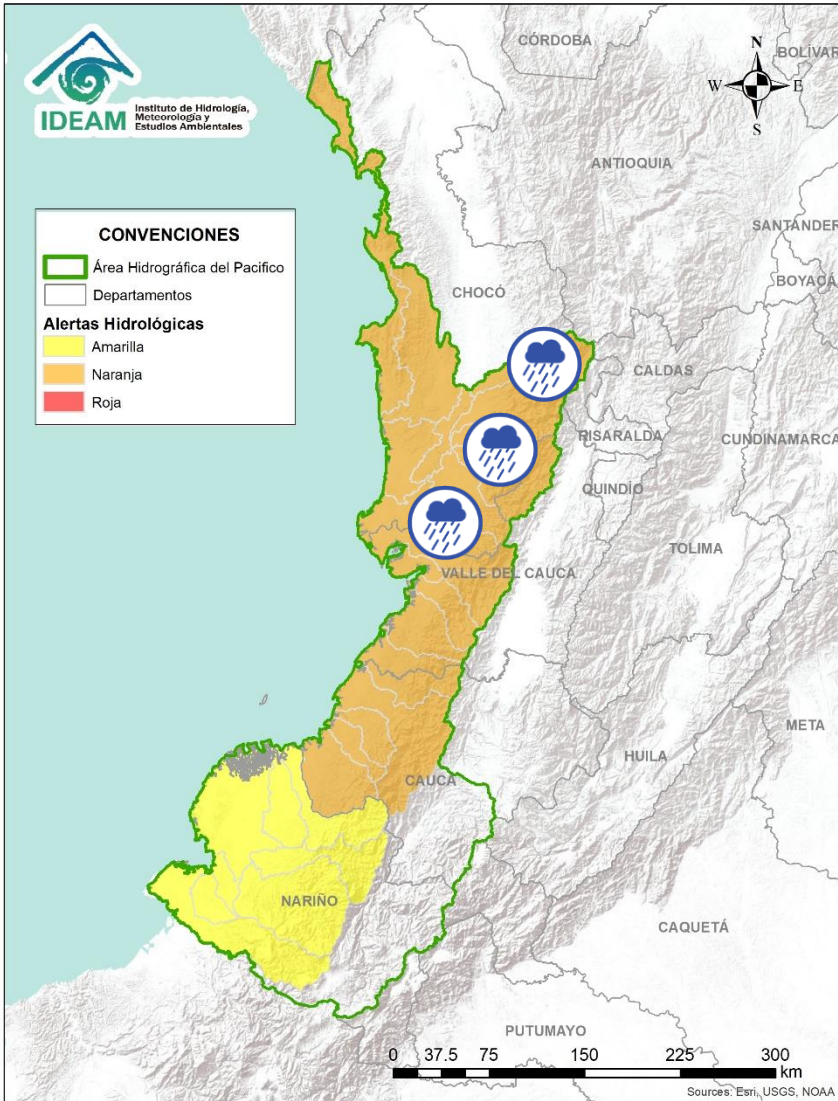 IDEAM
Instituto de Hidrología,
Meteorología y
Estudios Ambientales
N
W
E
S
CÓRDOBA
BOLÍVAR
ANTIOQUIA
SANTANDER
BOYACÁ
CHOCÓ
CALDAS
RISARALDA
CUNDINAMARCA
QUINDÍO
TOLIMA
VALLE DEL CAUCA
META
HUILA
CAUCA
NARIÑO
CAQUETÁ
PUTUMAYO
CONVENCIONES
Área Hidrográfica del Pacifico
Departamentos
Alertas Hidrológicas
Amarilla
Naranja
Roja
0 37.5 75 150 225 300
km
Sources: Esri, USGS, NOAA